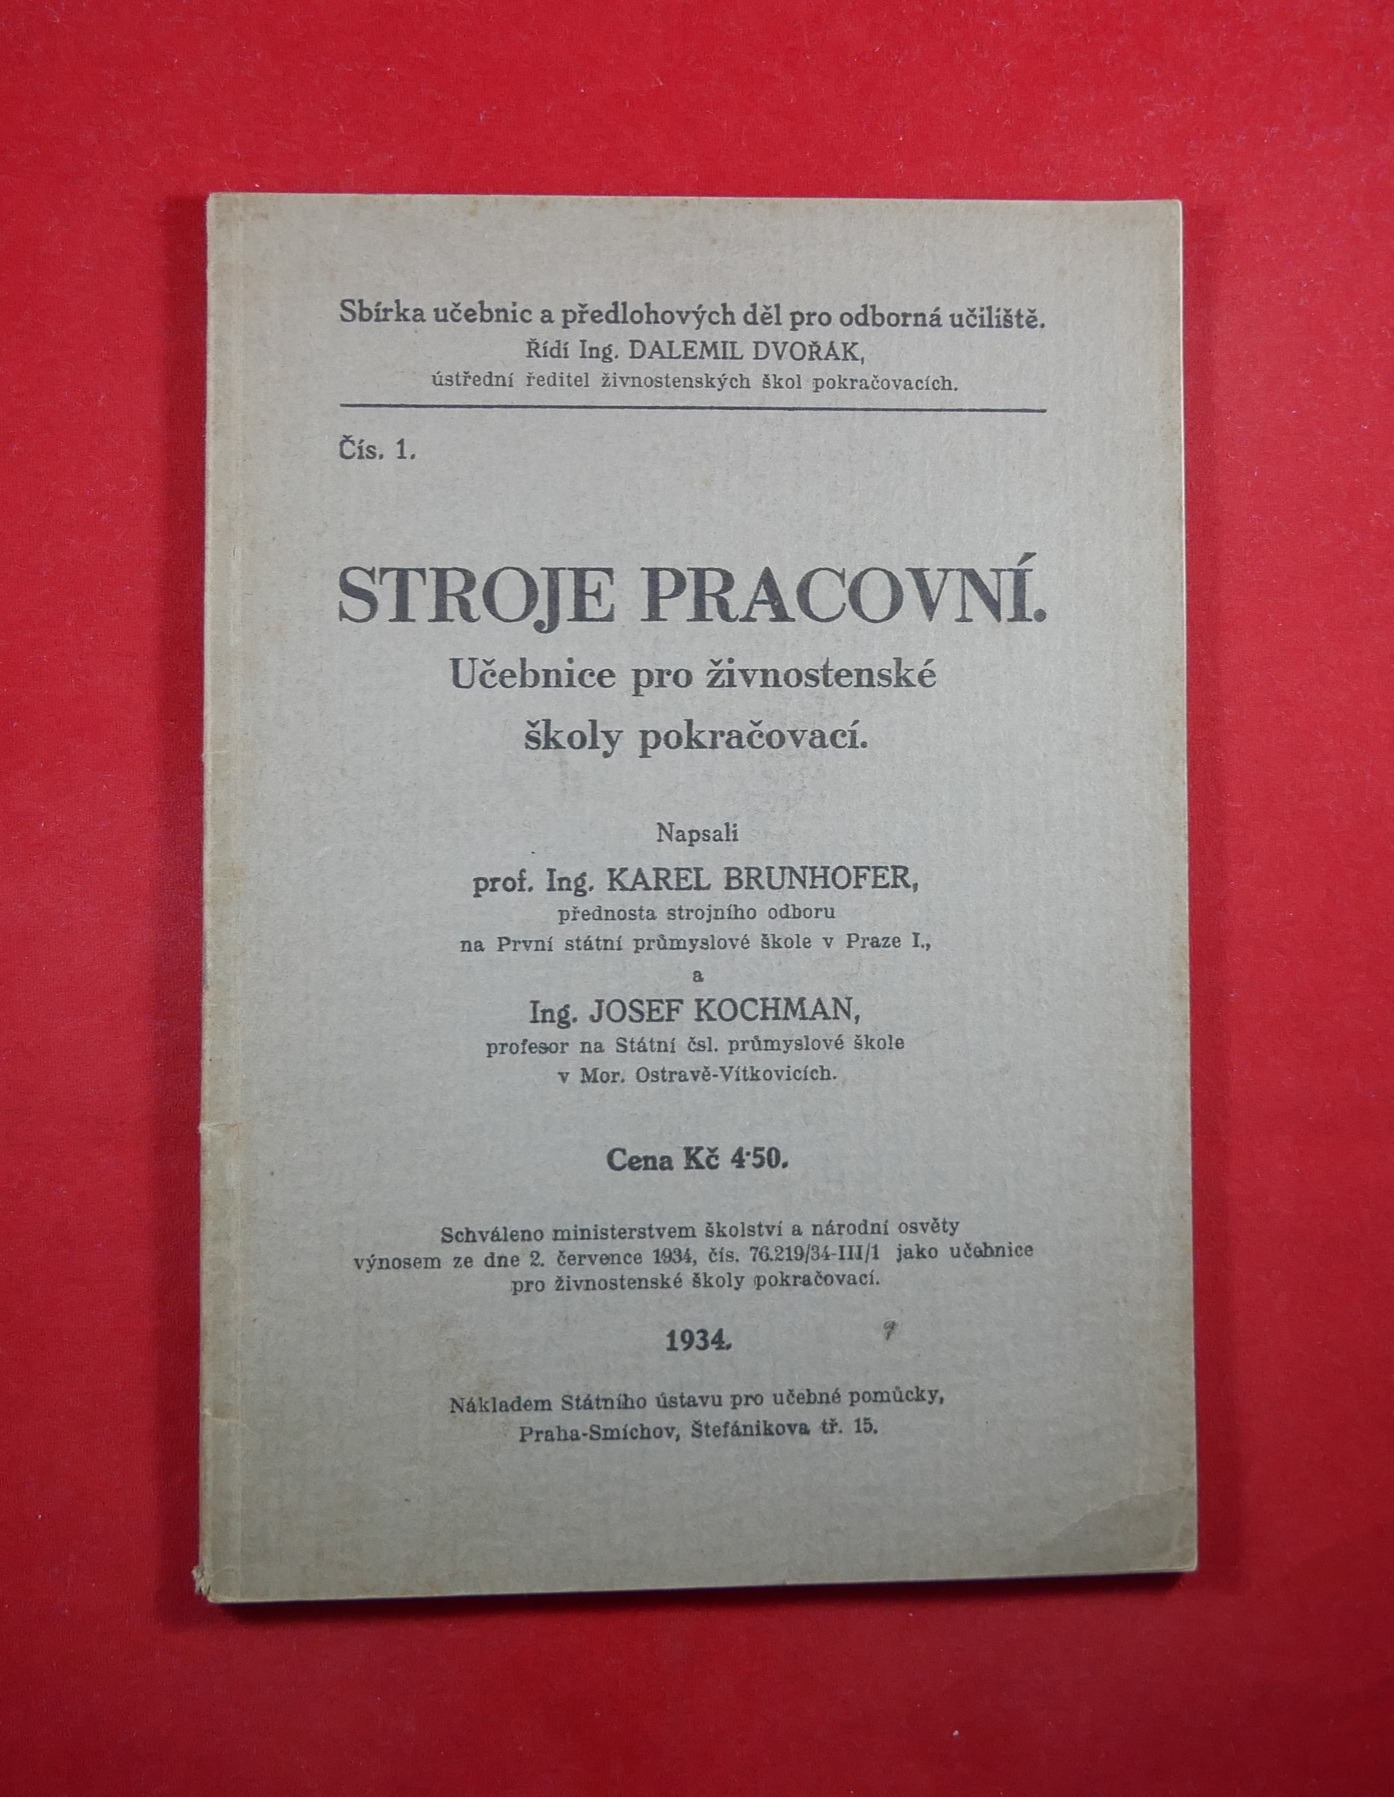 Sbírka učebnic a předlohových děl pro odborná učiliště.
Řídí Ing. DALEMIL DVOŘÁK,
ústřední ředitel živnostenských škol pokračovacích.
Čís. 1.
STROJE PRACOVNÍ.
Učebnice pro živnostenské
školy pokračovací.
Napsali
prof. Ing. KAREL BRUNHOFER,
přednosta strojního odboru
na První státní průmyslové škole v Praze I.,
a
Ing. JOSEF KOCHMAN,
profesor na Státní čsl. průmyslové škole
v Mor. Ostravě-Vítkovicích.
Cena Kč 4·50.
Schváleno ministerstvem školství a národní osvěty
výnosem ze dne 2. července 1934, čís. 76.219/34-III/1 jako učebnice
pro živnostenské školy pokračovací.
1934.
Nákladem Státního ústavu pro učebné pomůcky,
Praha-Smíchov, Štefánikova tř. 15.